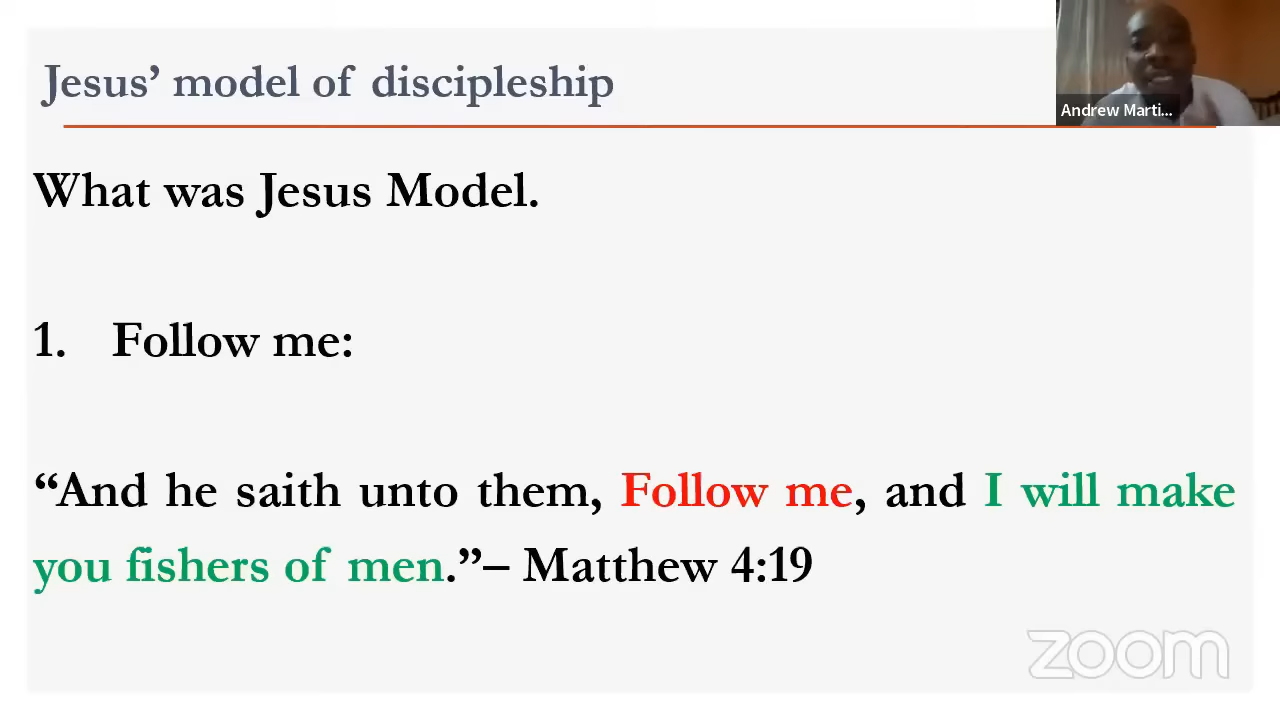 Jesus’ model of discipleship
Andrew Marti...
What was Jesus Model.
1. Follow me:
“And he saith unto them, Follow me, and I will make
you fishers of men.”– Matthew 4:19
zoom